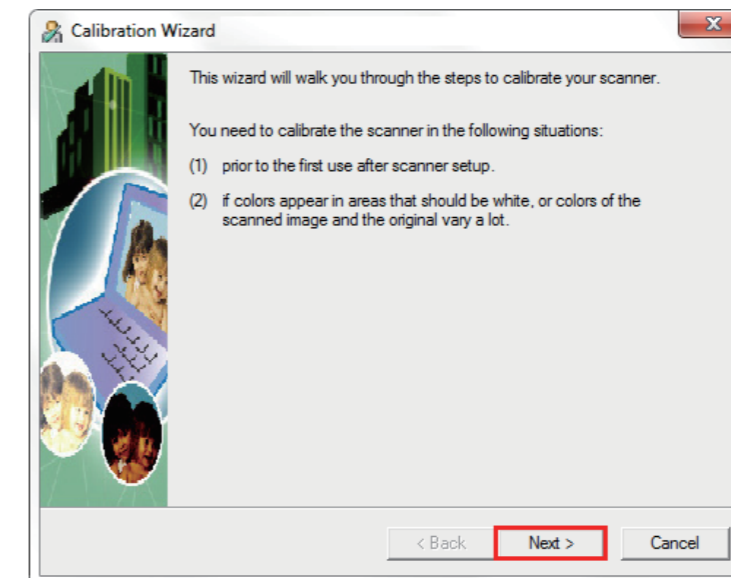 Calibration Wizard
This wizard will walk you through the steps to calibrate your scanner.
You need to calibrate the scanner in the following situations:
(1) prior to the first use after scanner setup.
(2) if colors appear in areas that should be white, or colors of the
scanned image and the original vary a lot.
< Back Next > Cancel